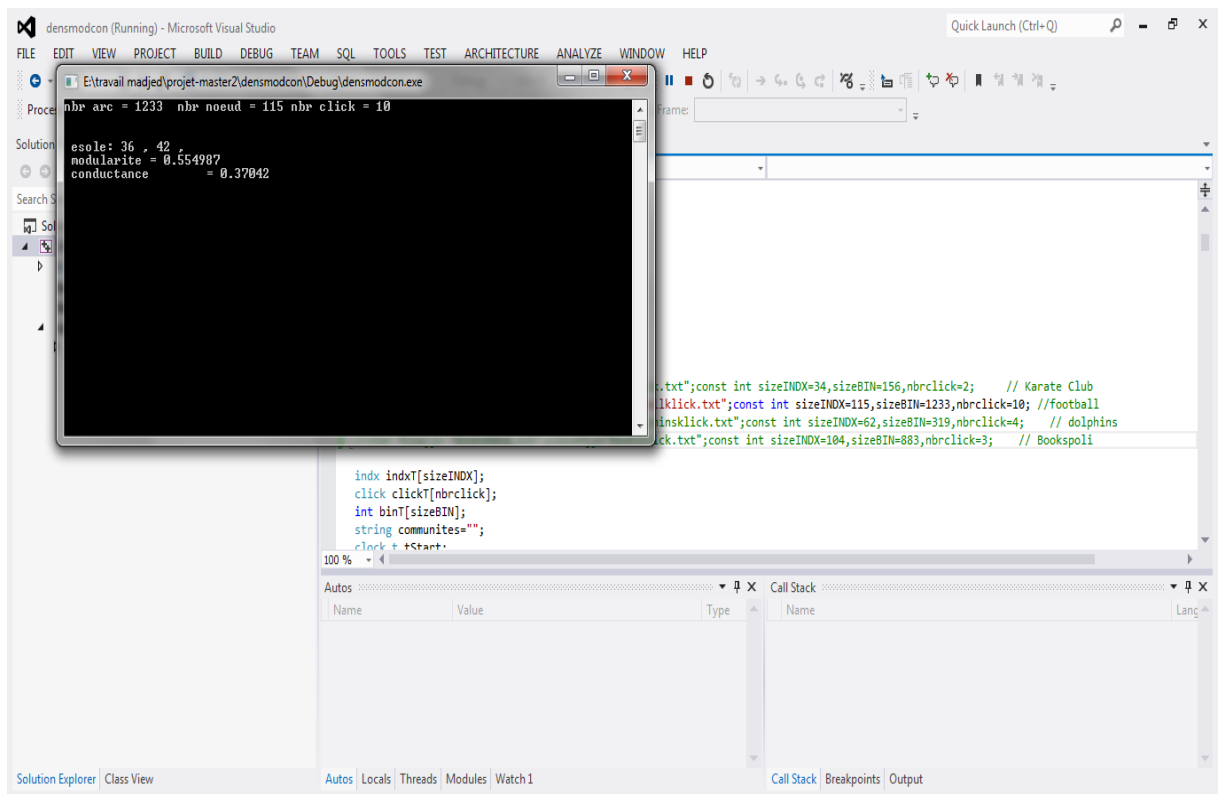 densmodcon (Running) - Microsoft Visual Studio
Quick Launch (Ctrl+Q)
FILE EDIT VIEW PROJECT BUILD DEBUG TEAM SQL TOOLS TEST ARCHITECTURE ANALYZE WINDOW HELP
E:\travail madjed\projet-master2\densmodcon\Debug\densmodcon.exe
nbr arc = 1233 nbr noeud = 115 nbr click = 10
esole: 36 , 42 ,
modularite = 0.554987
conductance = 0.37042
Proce
Frame:
Solution
Search S
Sol
.txt";const int sizeINDX=34,sizeBIN=156,nbrclick=2; // Karate Club
lklick.txt";const int sizeINDX=115,sizeBIN=1233,nbrclick=10; //football
insklick.txt";const int sizeINDX=62,sizeBIN=319,nbrclick=4; // dolphins
ck.txt";const int sizeINDX=104,sizeBIN=883,nbrclick=3; // Bookspoli
indx indxT[sizeINDX];
click clickT[nbrclick];
int binT[sizeBIN];
string communites="";
clock_t tStart;
100 %
Autos
Name Value Type
Call Stack
Name Lang
Solution Explorer Class View
Autos Locals Threads Modules Watch 1
Call Stack Breakpoints Output